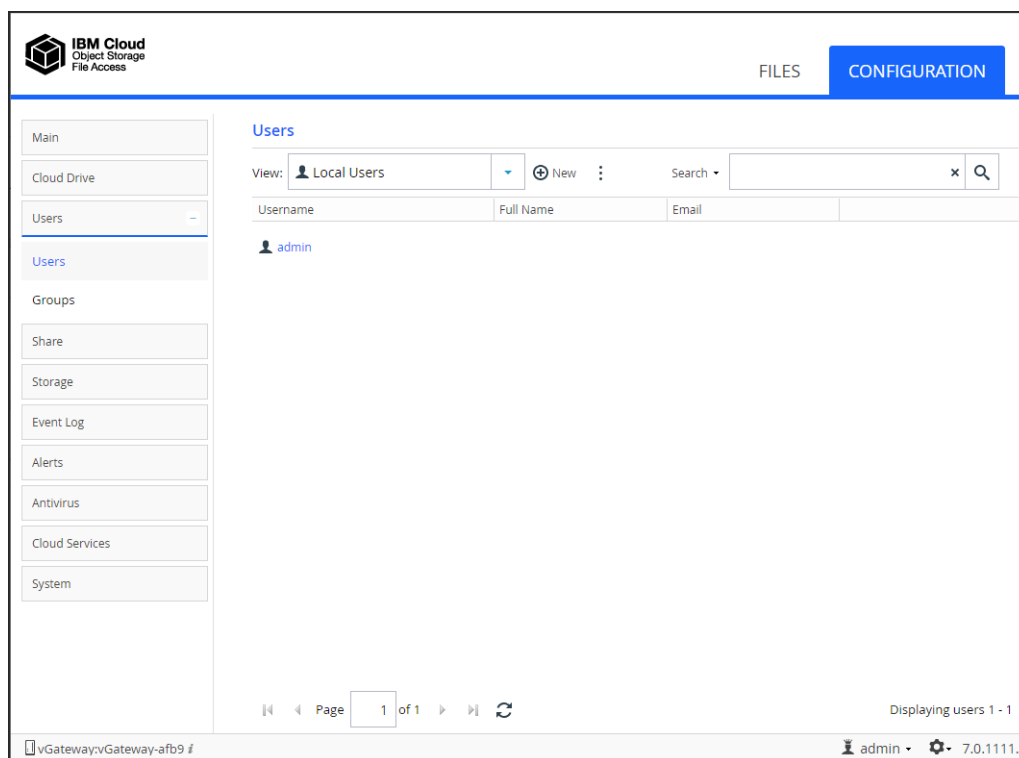 IBM Cloud
Object Storage
File Access
FILES
CONFIGURATION
Main
Cloud Drive
Users
Users
Groups
Share
Storage
Event Log
Alerts
Antivirus
Cloud Services
System
Users
View: Local Users
New
Search
Username Full Name Email
admin
Page 1 of 1
Displaying users 1 - 1
vGateway:vGateway-afb9 i
admin
7.0.1111.